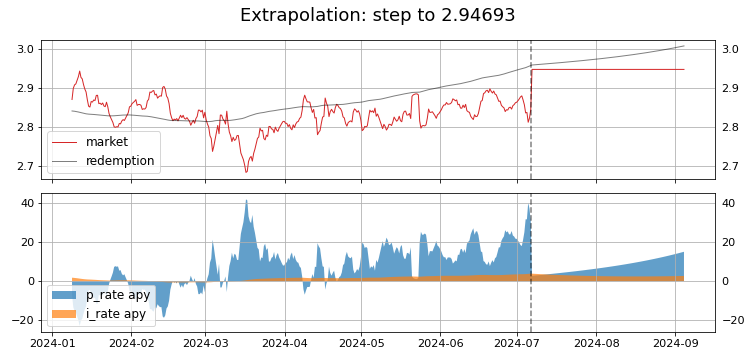 Extrapolation: step to 2.94693
3.0 3.0
2.9 2.9
2.8 2.8
2.7 2.7
market
redemption
40 40
20 20
0 0
−20 −20
p_rate apy
i_rate apy
2024-01 2024-02 2024-03 2024-04 2024-05 2024-06 2024-07 2024-08 2024-09